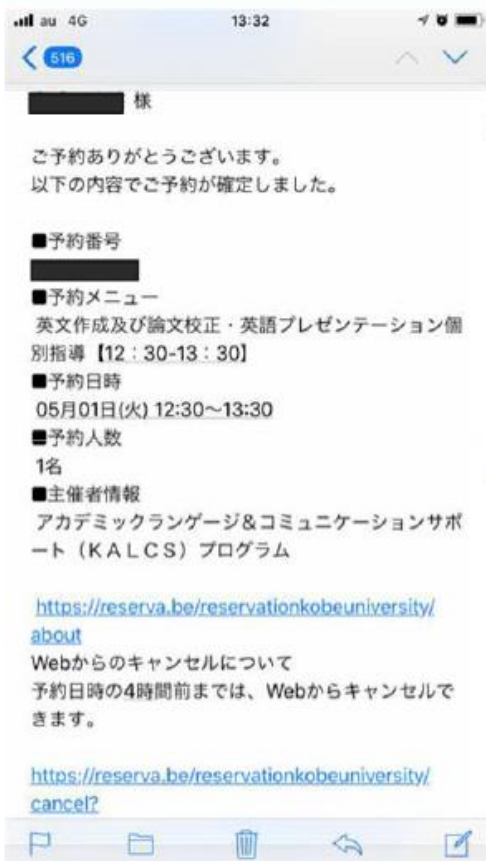 au 4G 13:32
516
様
ご予約ありがとうございます。
以下の内容でご予約が確定しました。
■予約番号
■予約メニュー
英文作成及び論文校正・英語プレゼンテーション個
別指導【12：30-13：30】
■予約日時
05月01日(火) 12:30～13:30
■予約人数
1名
■主催者情報
アカデミックランゲージ&コミュニケーションサポ
ート（ＫＡＬＣＳ）プログラム
https://reserva.be/reservationkobeuniversity/
about
Webからのキャンセルについて
予約日時の4時間前までは、Webからキャンセルで
きます。
https://reserva.be/reservationkobeuniversity/
cancel?